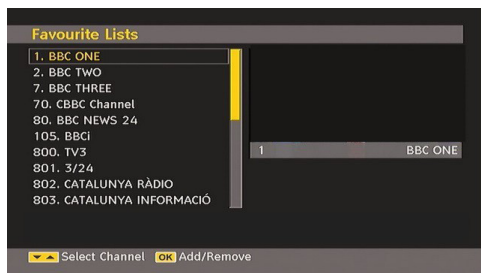 Favourite Lists
1. BBC ONE
2. BBC TWO
7. BBC THREE
70. CBBC Channel
80. BBC NEWS 24
105. BBCi
800. TV3
801. 3/24
802. CATALUNYA RÀDIO
803. CATALUNYA INFORMACIÓ
1 BBC ONE
Select Channel OK Add/Remove